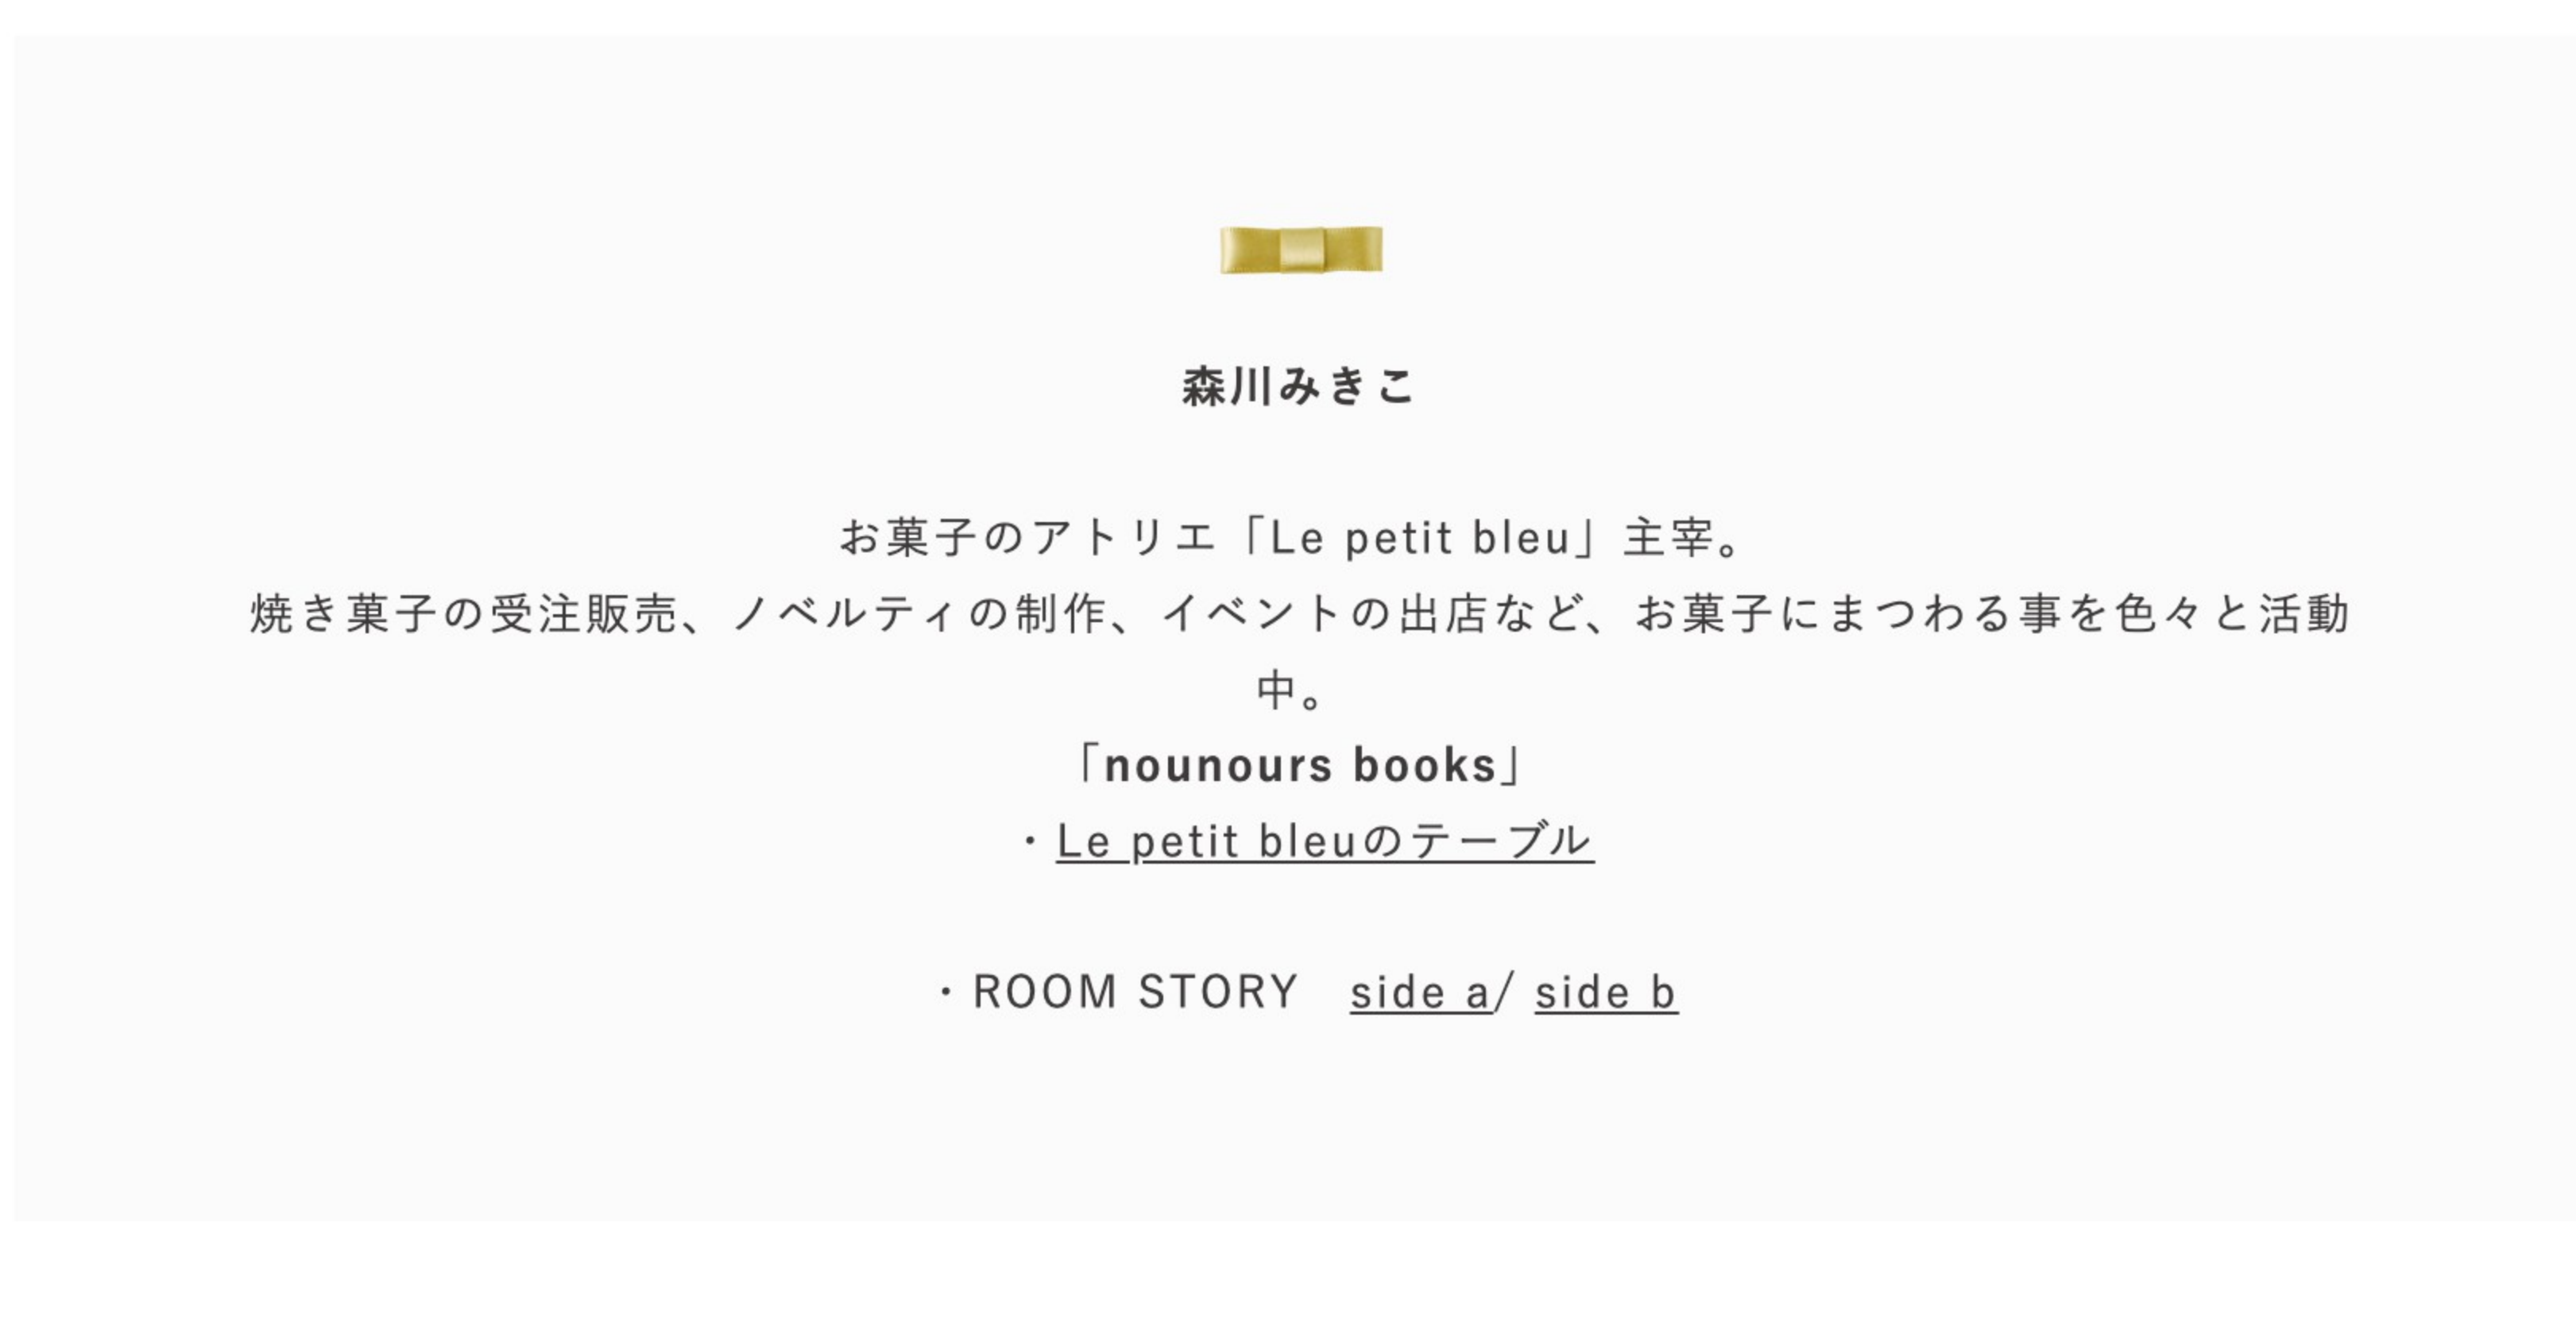 森川みきこ
お菓子のアトリエ「Le petit bleu」主宰。
焼き菓子の受注販売、ノベルティの制作、イベントの出店など、お菓子にまつわる事を色々と活動
中。
「nounours books」
・Le petit bleuのテーブル
・ROOM STORY　side a/ side b